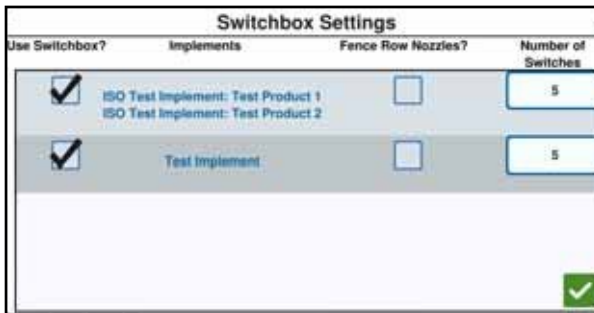 Switchbox Settings
Use Switchbox? Implements Fence Row Nozzles? Number of
Switches
ISO Test Implement: Test Product 1 5
ISO Test Implement: Test Product 2
Test Implement 5